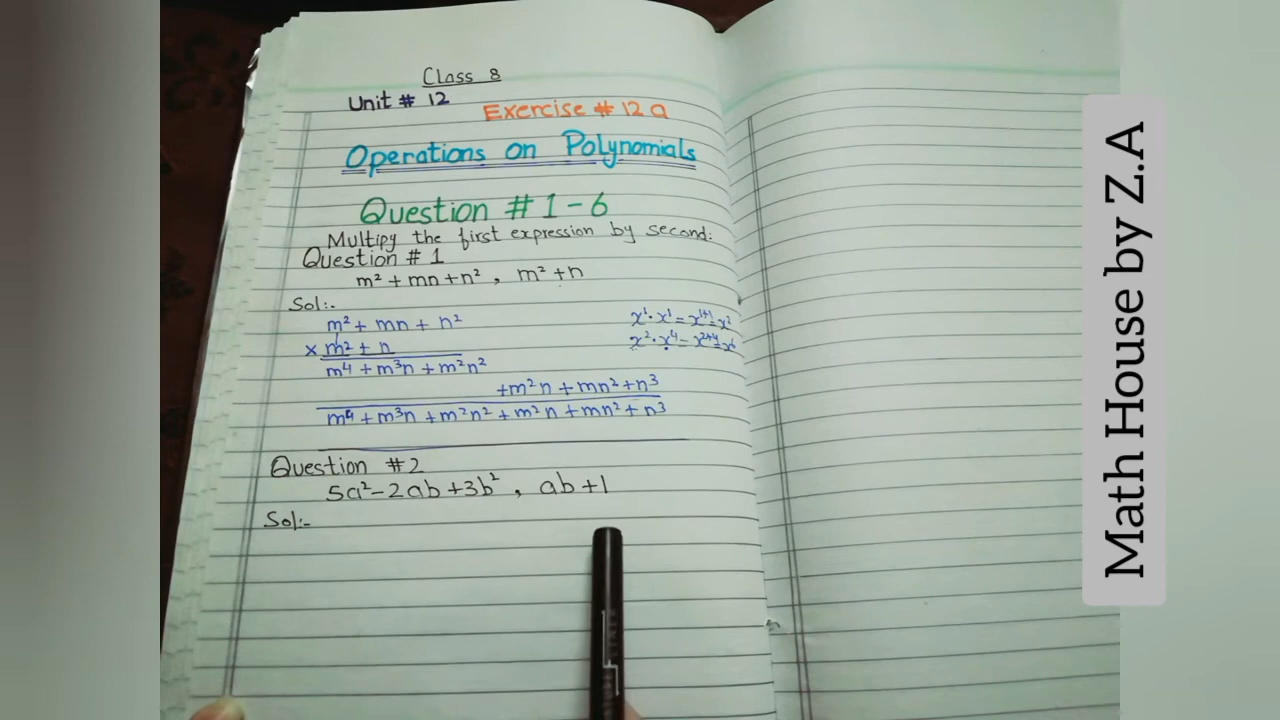 Class 8
Unit # 12
Exercise # 12a
Operations on Polynomials
Question # 1-6
Multipy the first expression by second:
Question # 1
m² + mn + n² , m² + n
Sol:-
m² + mn + n²
x m² + n
m⁴ + m³n + m²n²
+m²n + mn² + n³
m⁴ + m³n + m²n² + m²n + mn² + n³
x¹·x¹ = x¹⁺¹ = x²
x²·x⁴ = x²⁺⁴ = x⁶
Question #2
5a² - 2ab + 3b² , ab + 1
Sol:-
Math House by Z.A